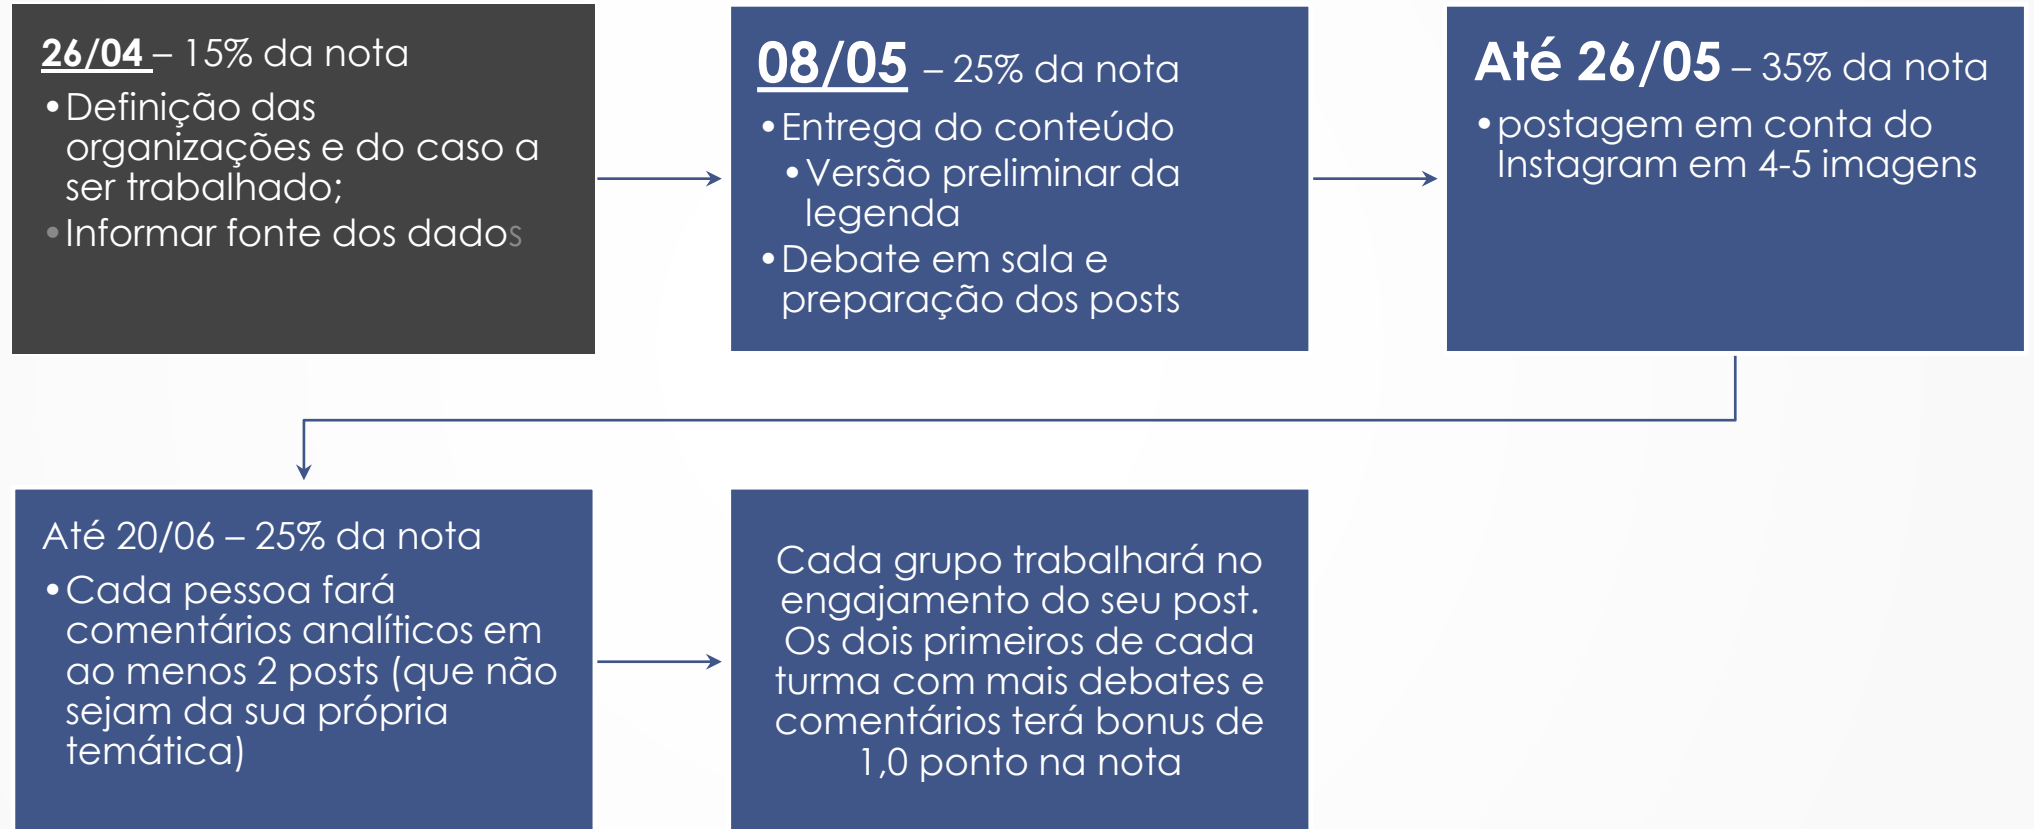 26/04 – 15% da nota
•Definição das
organizações e do caso a
ser trabalhado;
•Informar fonte dos dados
08/05 – 25% da nota
•Entrega do conteúdo
•Versão preliminar da
legenda
•Debate em sala e
preparação dos posts
Até 26/05 – 35% da nota
•postagem em conta do
Instagram em 4-5 imagens
Até 20/06 – 25% da nota
•Cada pessoa fará
comentários analíticos em
ao menos 2 posts (que não
sejam da sua própria
temática)
Cada grupo trabalhará no
engajamento do seu post.
Os dois primeiros de cada
turma com mais debates e
comentários terá bonus de
1,0 ponto na nota